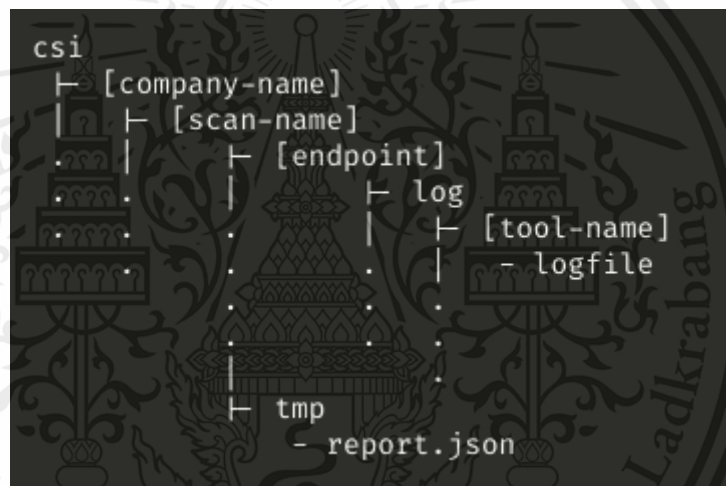 csi
├ [company-name]
│ ├ [scan-name]
. │ ├ [endpoint]
. . │ ├ log
. . . │ ├ [tool-name]
. . . │ - logfile
. . . .
. . .
│ .
├ tmp
- report.json
Ladkrabang